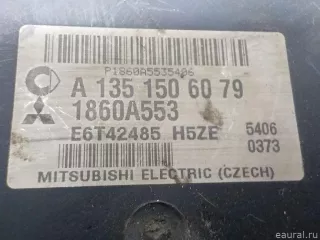 P1860A5535406
A 135 150 60 79
1860A553
E6T42485 H5ZE 5406
0373
MITSUBISHI ELECTRIC (CZECH)
© eaural.ru